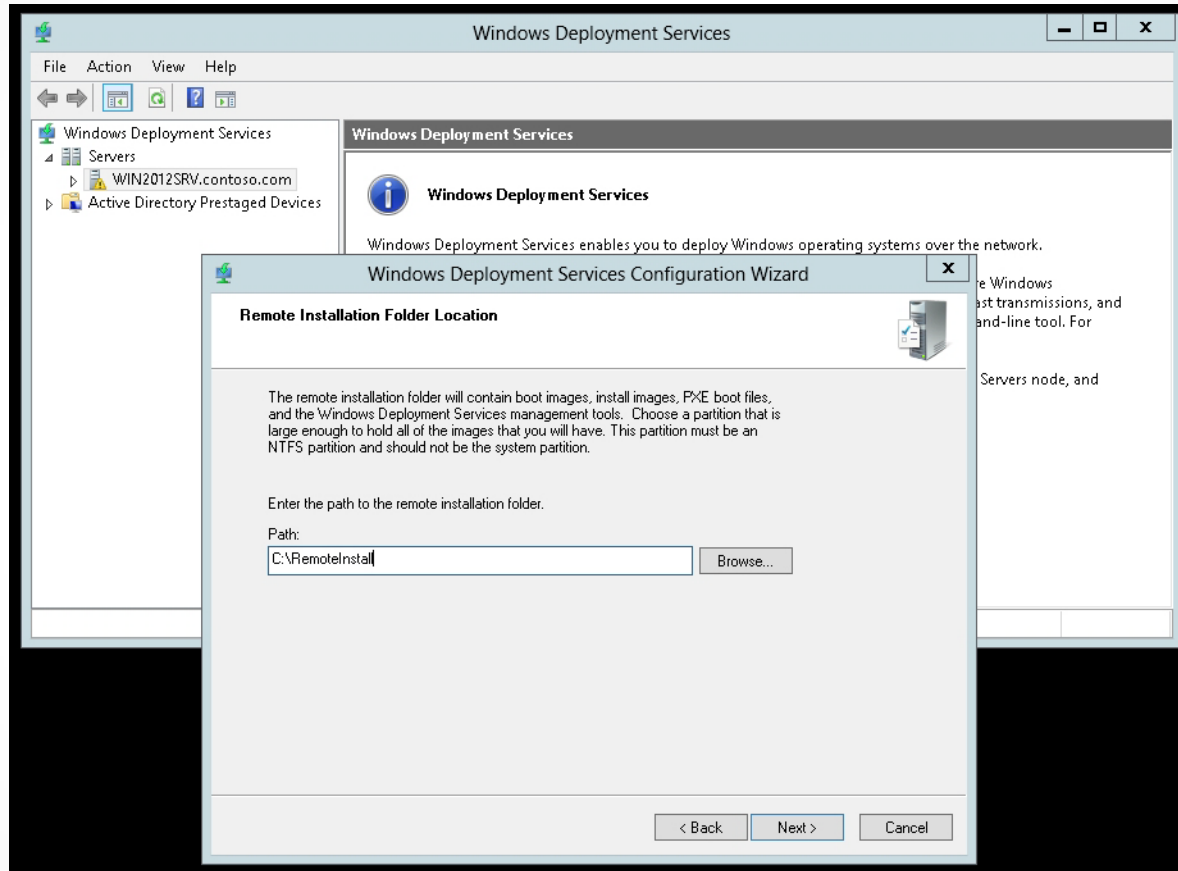 Windows Deployment Services
File Action View Help
Windows Deployment Services
Servers
WIN2012SRV.contoso.com
Active Directory Prestaged Devices
Windows Deployment Services
Windows Deployment Services
Windows Deployment Services enables you to deploy Windows operating systems over the network.
e Windows
ast transmissions, and
and-line tool. For
Servers node, and
Windows Deployment Services Configuration Wizard
Remote Installation Folder Location
The remote installation folder will contain boot images, install images, PXE boot files,
and the Windows Deployment Services management tools. Choose a partition that is
large enough to hold all of the images that you will have. This partition must be an
NTFS partition and should not be the system partition.
Enter the path to the remote installation folder.
Path:
C:\RemoteInstall
Browse...
< Back Next > Cancel